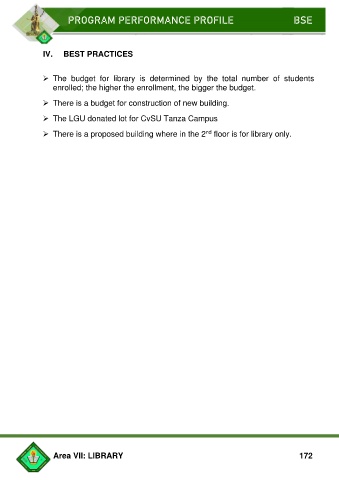 PROGRAM PERFORMANCE PROFILE BSE
IV. BEST PRACTICES
➢ The budget for library is determined by the total number of students
enrolled; the higher the enrollment, the bigger the budget.
➢ There is a budget for construction of new building.
➢ The LGU donated lot for CvSU Tanza Campus
➢ There is a proposed building where in the 2nd floor is for library only.
Area VII: LIBRARY 172